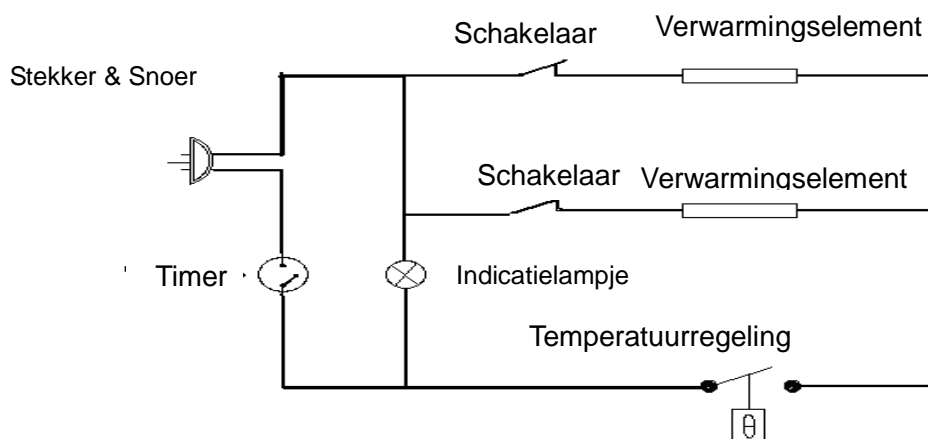 Schakelaar
Verwarmingselement
Stekker & Snoer
Schakelaar
Verwarmingselement
Timer
Indicatielampje
Temperatuurregeling
θ